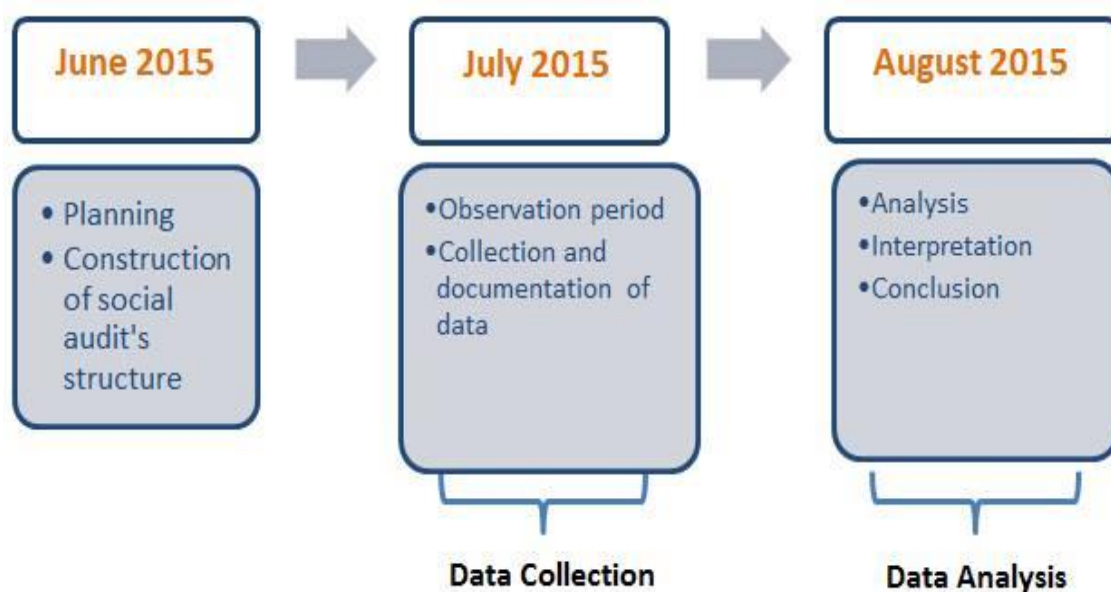 June 2015
July 2015
August 2015
• Planning
• Construction
of social
audit's
structure
•Observation period
•Collection and
documentation of
data
•Analysis
•Interpretation
•Conclusion
Data Collection
Data Analysis